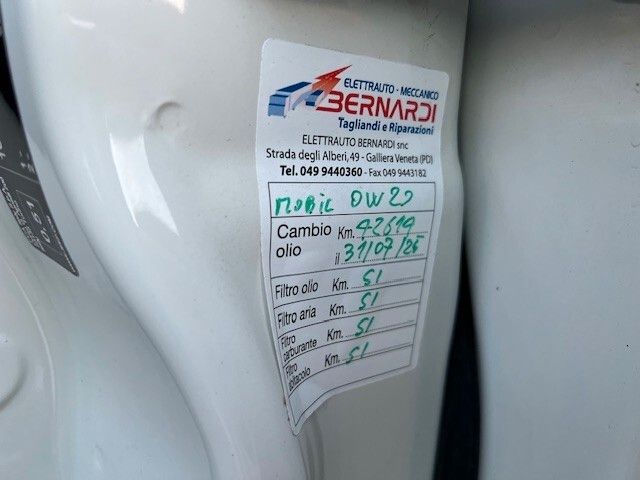 ELETTRAUTO - MECCANICO
BERNARDI
Tagliandi e Riparazioni
ELETTRAUTO BERNARDI snc
Strada degli Alberi, 49 - Galliera Veneta (PD)
Tel. 049 9440360 - Fax 049 9443182
MOBIL 0W20
Cambio olio Km. 42614
il 31/07/25
Filtro olio Km. SI
Filtro aria Km. SI
Filtro carburante Km. SI
Filtro Km. SI